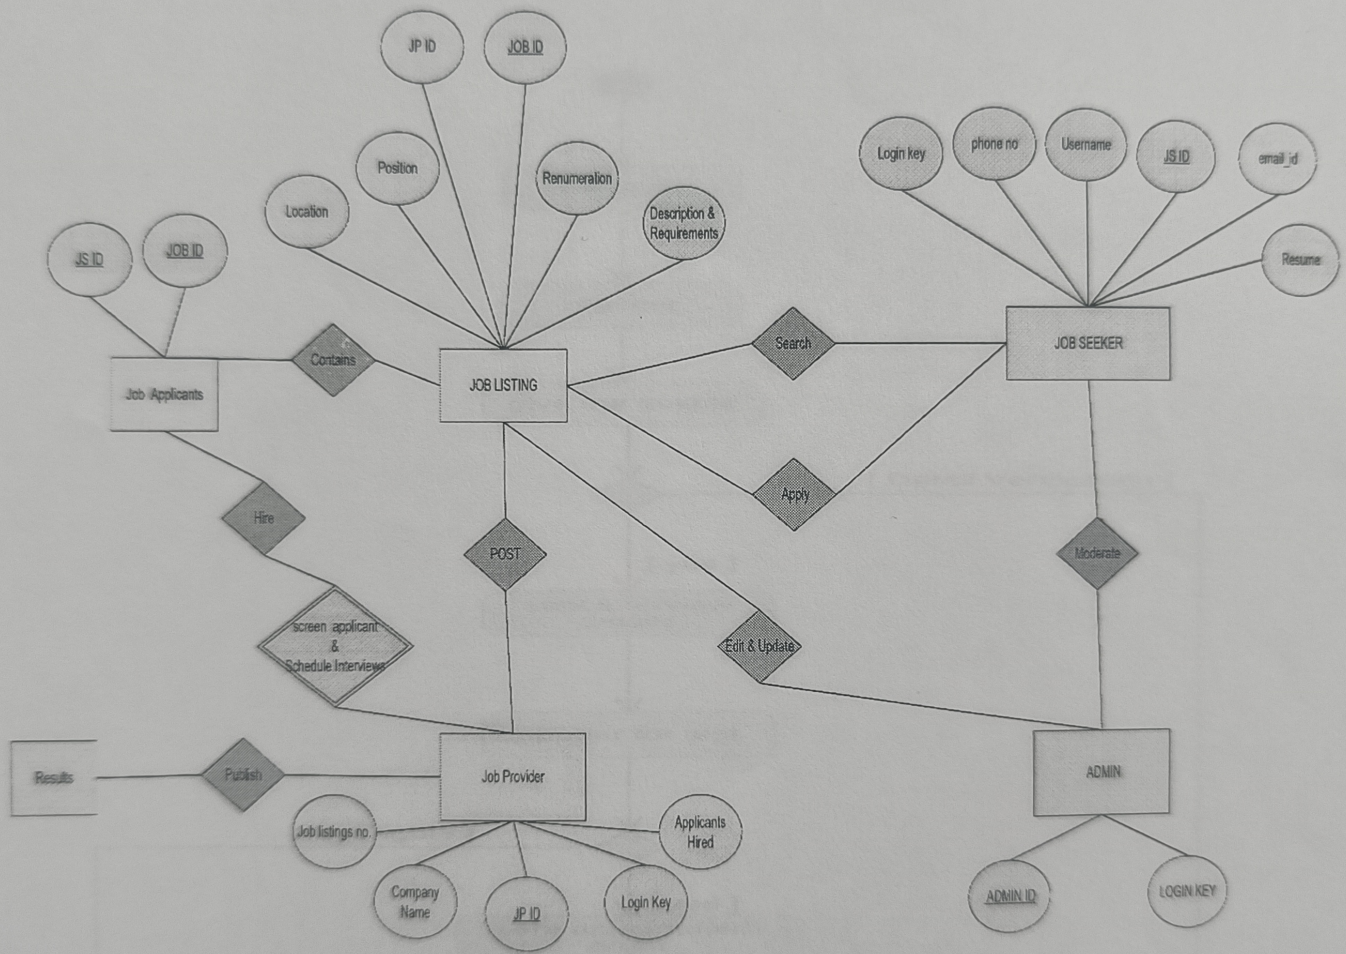 JP ID
JOB ID
Position
Renumeration
Location
Description &
Requirements
Login key
phone no
Username
JS ID
email_id
Resume
JS ID
JOB ID
Job Applicants
Contains
JOB LISTING
Search
JOB SEEKER
Apply
Hire
POST
Moderate
screen applicant
&
Schedule Interviews
Edit & Update
Results
Publish
Job Provider
ADMIN
Job listings no.
Applicants
Hired
Company
Name
JP ID
Login Key
ADMIN ID
LOGIN KEY